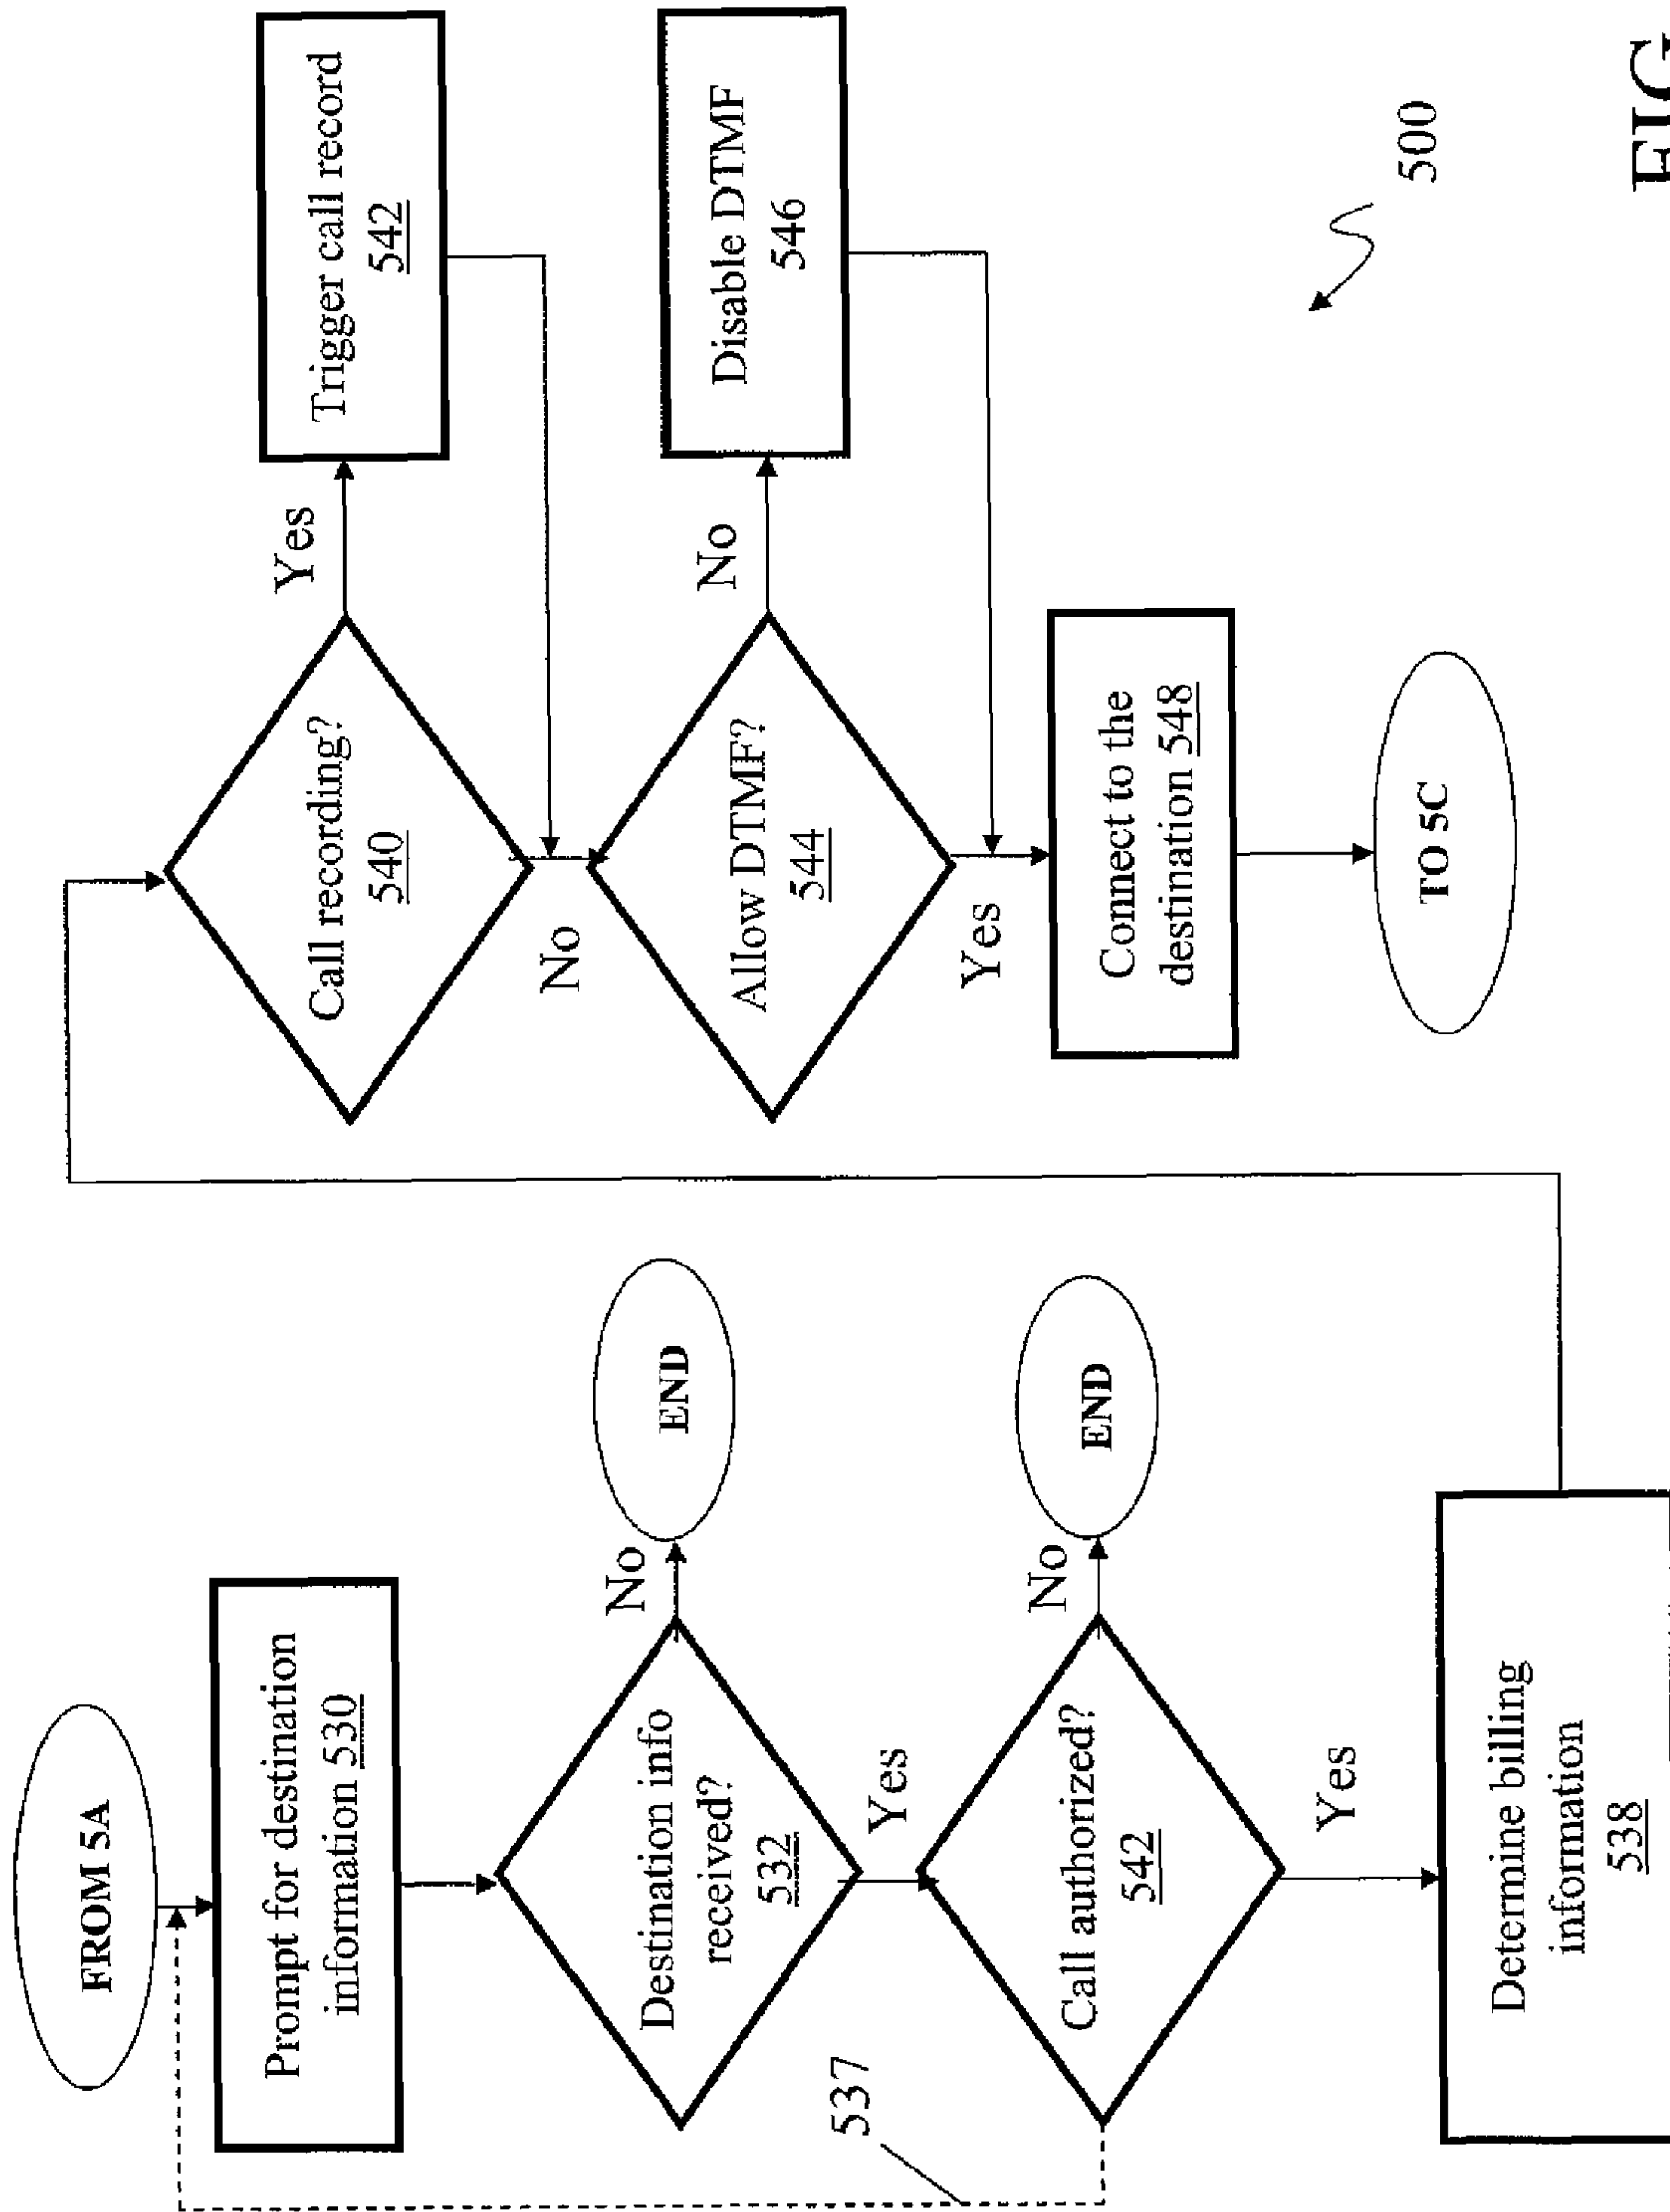 FROM 5A
Prompt for destination
information 530
Destination info
received?
532
No
END
Yes
Call authorized?
542
No
END
537
Yes
Determine billing
information
538
Call recording?
540
Yes
Trigger call record
542
No
Allow DTMF?
544
No
Disable DTMF
546
Yes
Connect to the
destination 548
TO 5C
500
FIG